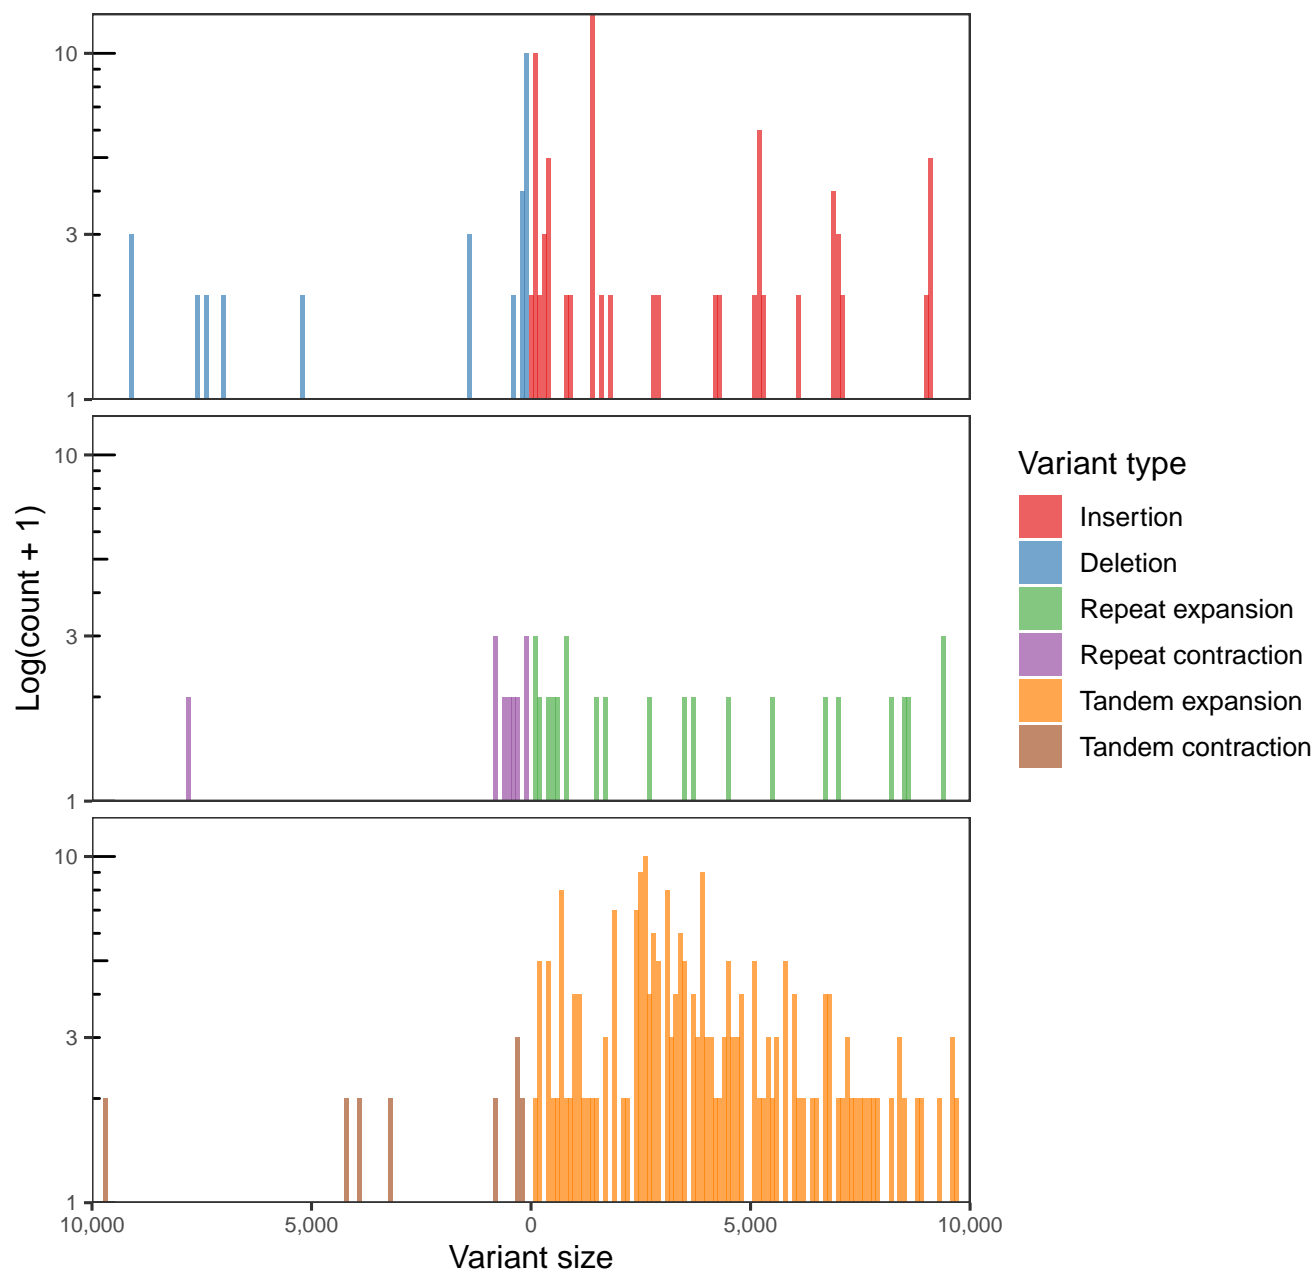 10
3
1
10
3
1
10
3
1
Log(count + 1)
10,000
5,000
0
5,000
10,000
Variant size
Variant type
Insertion
Deletion
Repeat expansion
Repeat contraction
Tandem expansion
Tandem contraction